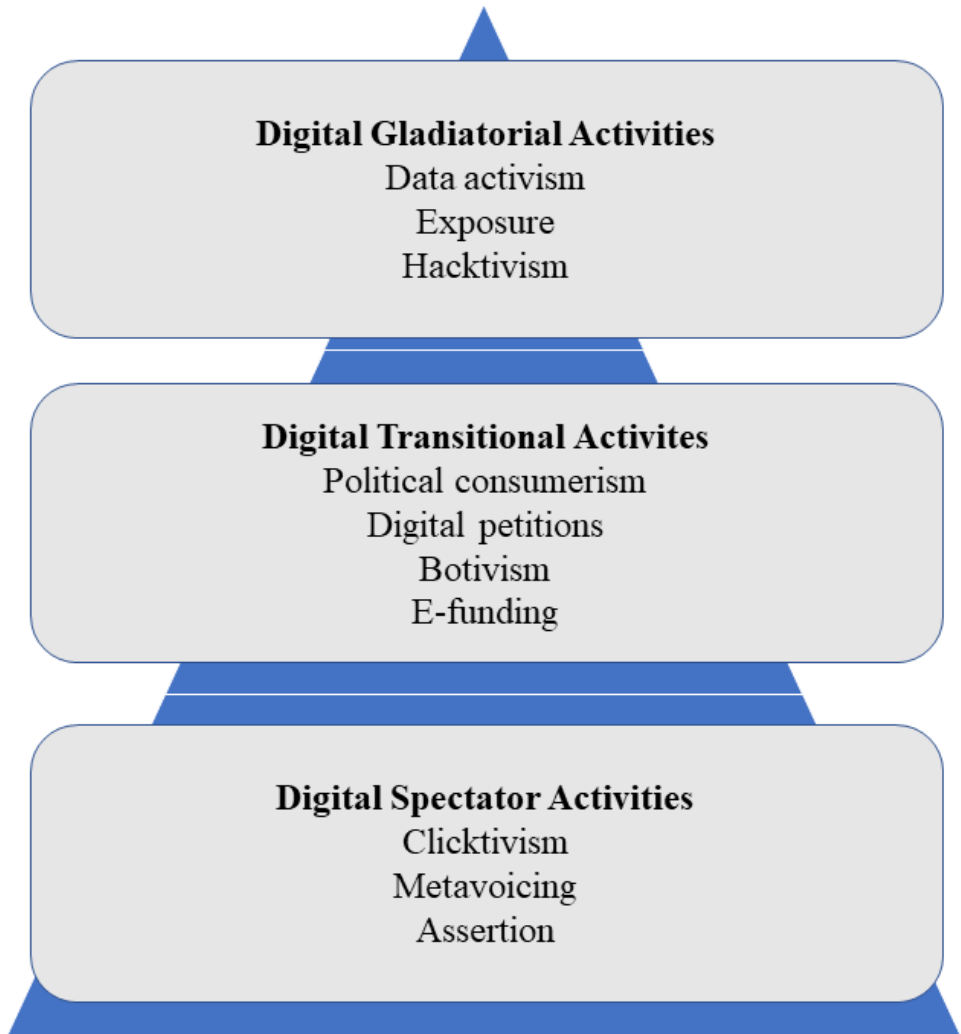 Digital Gladiatorial Activities
Data activism
Exposure
Hacktivism
Digital Transitional Activites
Political consumerism
Digital petitions
Botivism
E-funding
Digital Spectator Activities
Clicktivism
Metavoicing
Assertion